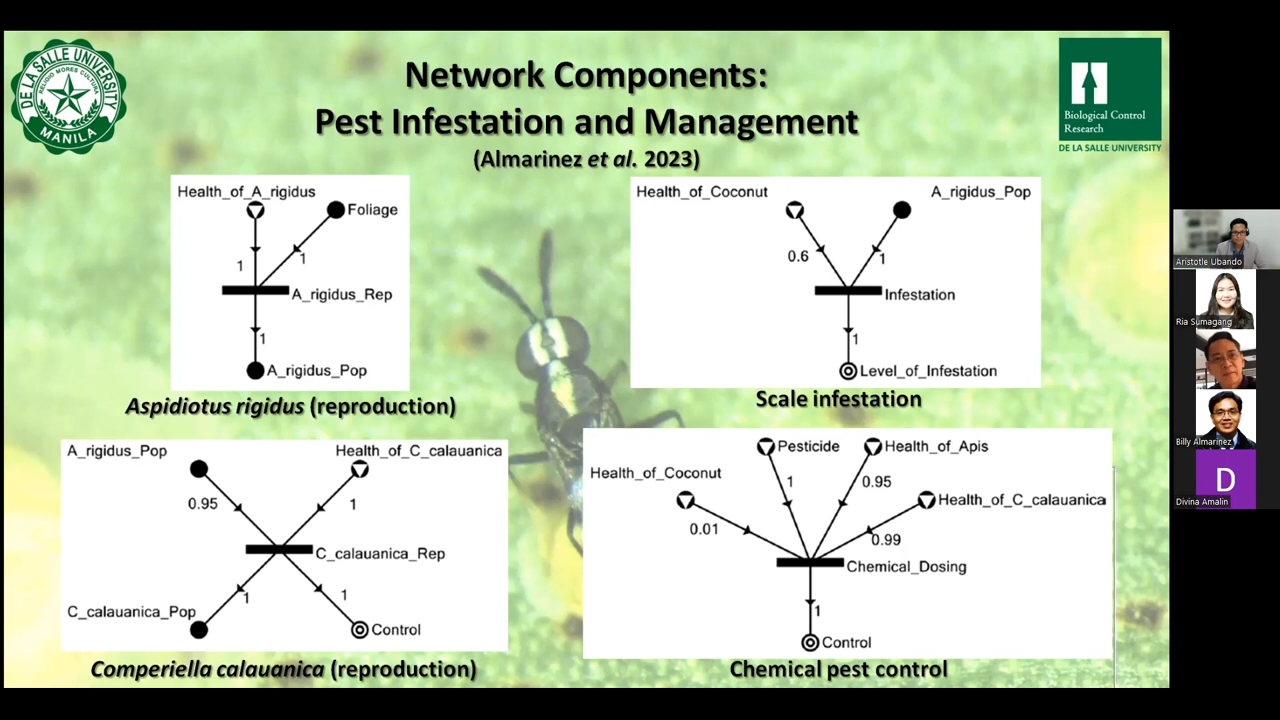 DE LA SALLE UNIVERSITY
RELIGIO MORES CULTURA
MANILA
Network Components:
Pest Infestation and Management
(Almarinez et al. 2023)
Biological Control
Research
DE LA SALLE UNIVERSITY
Health_of_A_rigidus
Foliage
1
1
A_rigidus_Rep
1
A_rigidus_Pop
Aspidiotus rigidus (reproduction)
Health_of_Coconut
A_rigidus_Pop
0.6
1
Infestation
1
Level_of_Infestation
Scale infestation
A_rigidus_Pop
Health_of_C_calauanica
0.95
1
C_calauanica_Rep
1
1
C_calauanica_Pop
Control
Comperiella calauanica (reproduction)
Pesticide
Health_of_Apis
Health_of_Coconut
1
0.95
Health_of_C_calauanica
0.01
0.99
Chemical_Dosing
1
Control
Chemical pest control
Aristotle Ubando
Ria Sumagang
Billy Almarinez
D
Divina Amalin